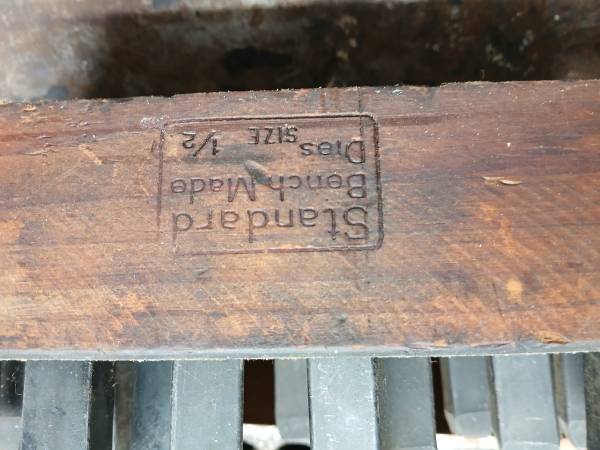 Standard
Bench Made
Dies
SIZE 1/2